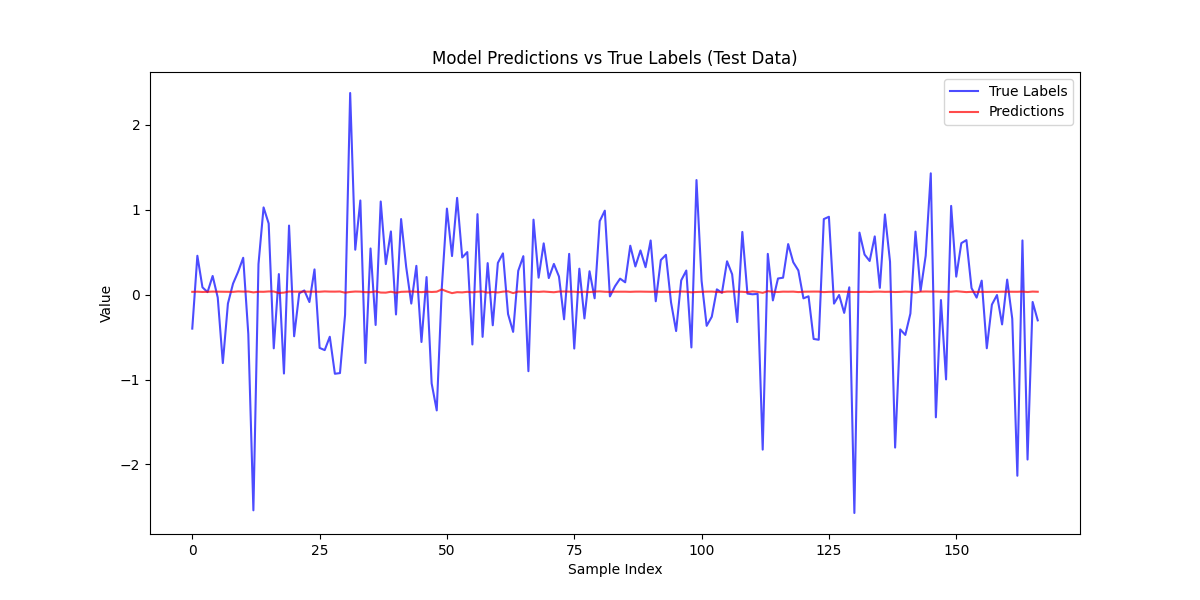 Model Predictions vs True Labels (Test Data)
True Labels
Predictions
Value
2
1
0
−1
−2
0 25 50 75 100 125 150
Sample Index